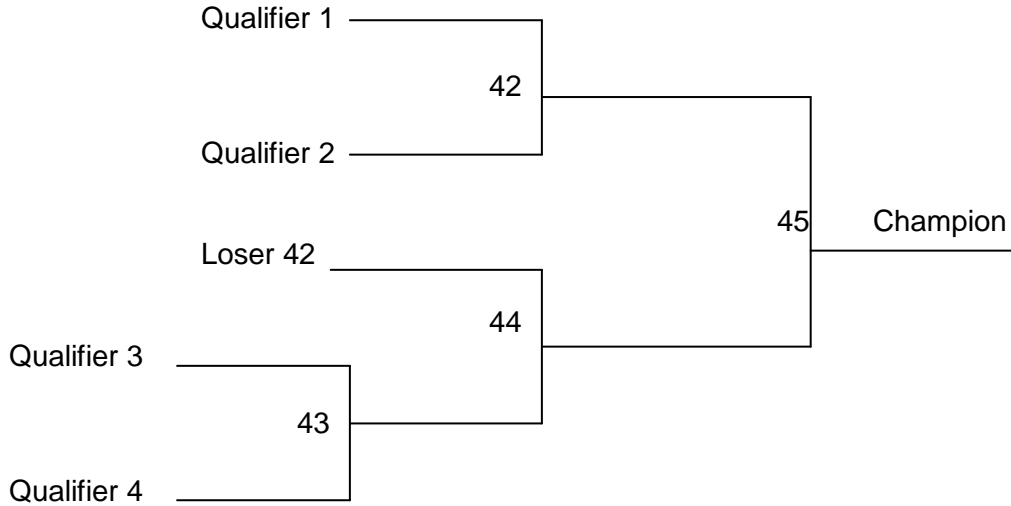 Qualifier 1
42
Qualifier 2
45
Champion
Loser 42
44
Qualifier 3
43
Qualifier 4